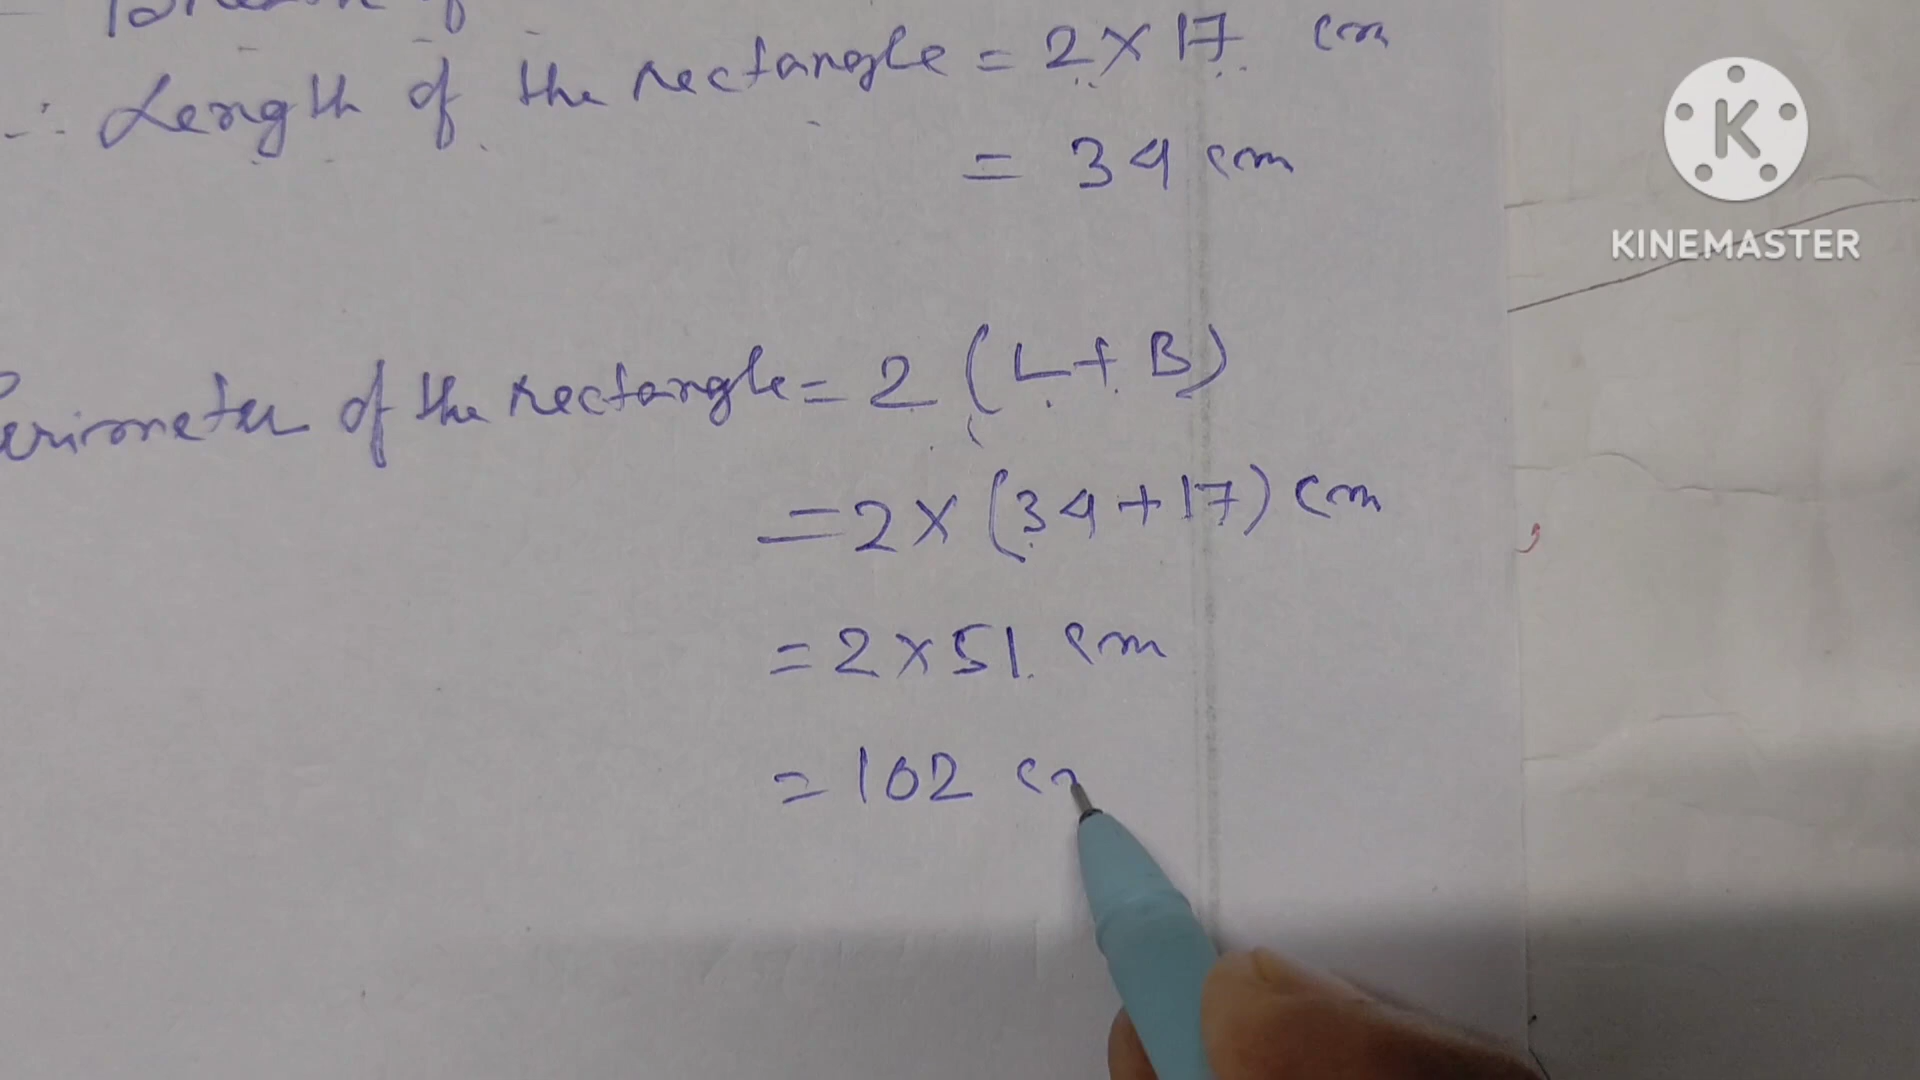 ∴ Length of the rectangle = 2 × 17 cm
= 34 cm
Perimeter of the rectangle = 2 (L + B)
= 2 × (34 + 17) cm
= 2 × 51 cm
= 102 cm
K
KINEMASTER